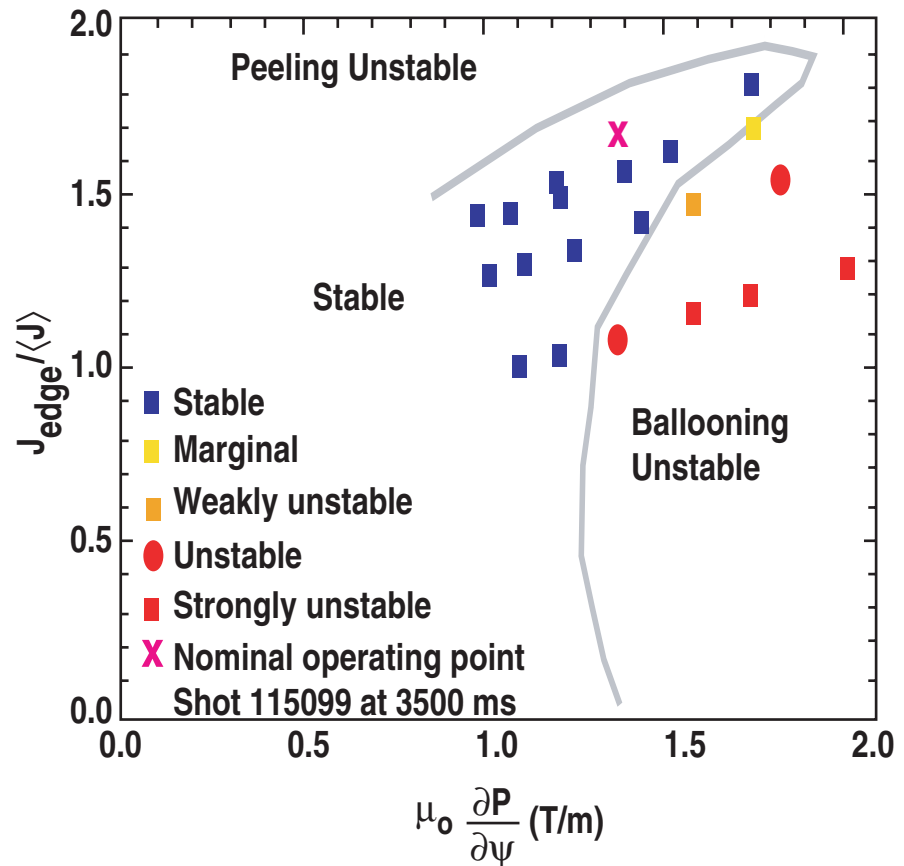 2.0
Peeling Unstable
X
1.5
Stable
J_edge/⟨J⟩
1.0
Stable
Ballooning
Unstable
Marginal
Weakly unstable
0.5
Unstable
Strongly unstable
X Nominal operating point
Shot 115099 at 3500 ms
0.0
0.0 0.5 1.0 1.5 2.0
μ_o ∂P/∂ψ (T/m)